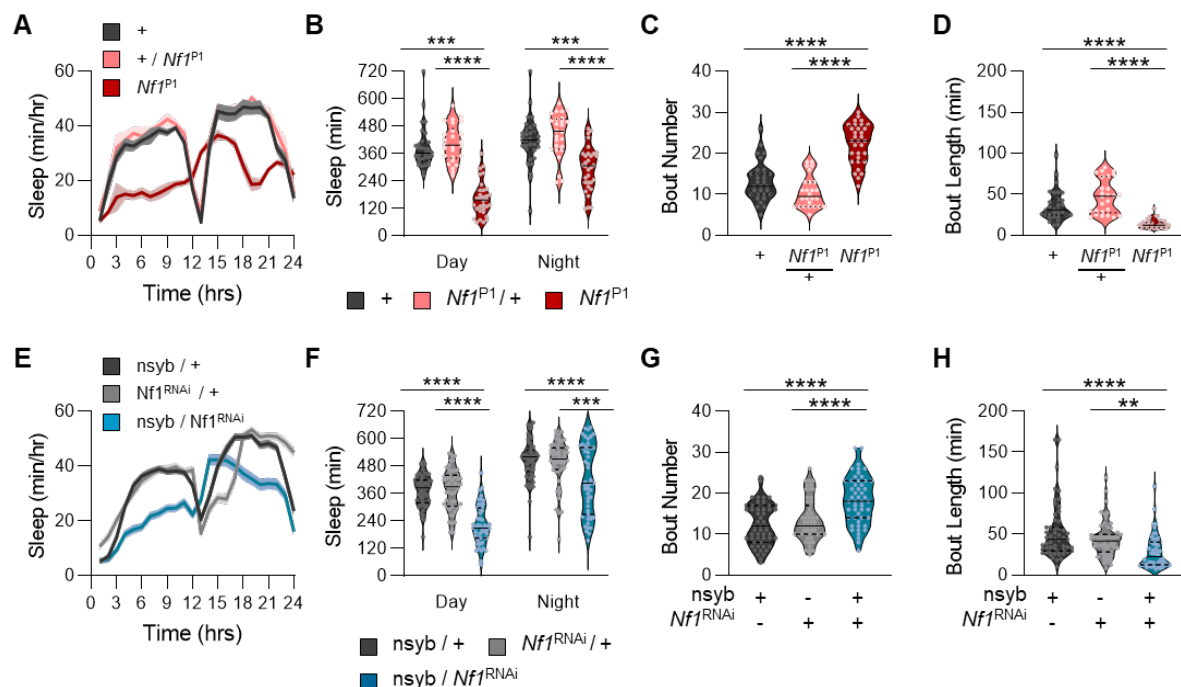 A
+
+ / Nf1P1
Nf1P1
Sleep (min/hr)
60
40
20
0
0 3 6 9 12 15 18 21 24
Time (hrs)
B
*** ***
**** ****
Sleep (min)
720
600
480
360
240
120
0
Day Night
+ Nf1P1 / + Nf1P1
C
****
****
Bout Number
40
30
20
10
0
+ Nf1P1 Nf1P1
+
D
****
****
Bout Length (min)
200
150
100
50
0
+ Nf1P1 Nf1P1
+
E
nsyb / +
Nf1RNAi / +
nsyb / Nf1RNAi
Sleep (min/hr)
60
40
20
0
0 3 6 9 12 15 18 21 24
Time (hrs)
F
**** ****
**** ***
Sleep (min)
720
600
480
360
240
120
0
Day Night
nsyb / + Nf1RNAi / +
nsyb / Nf1RNAi
G
****
****
Bout Number
40
30
20
10
0
nsyb + - +
Nf1RNAi - + +
H
****
**
Bout Length (min)
200
150
100
50
0
nsyb + - +
Nf1RNAi - + +